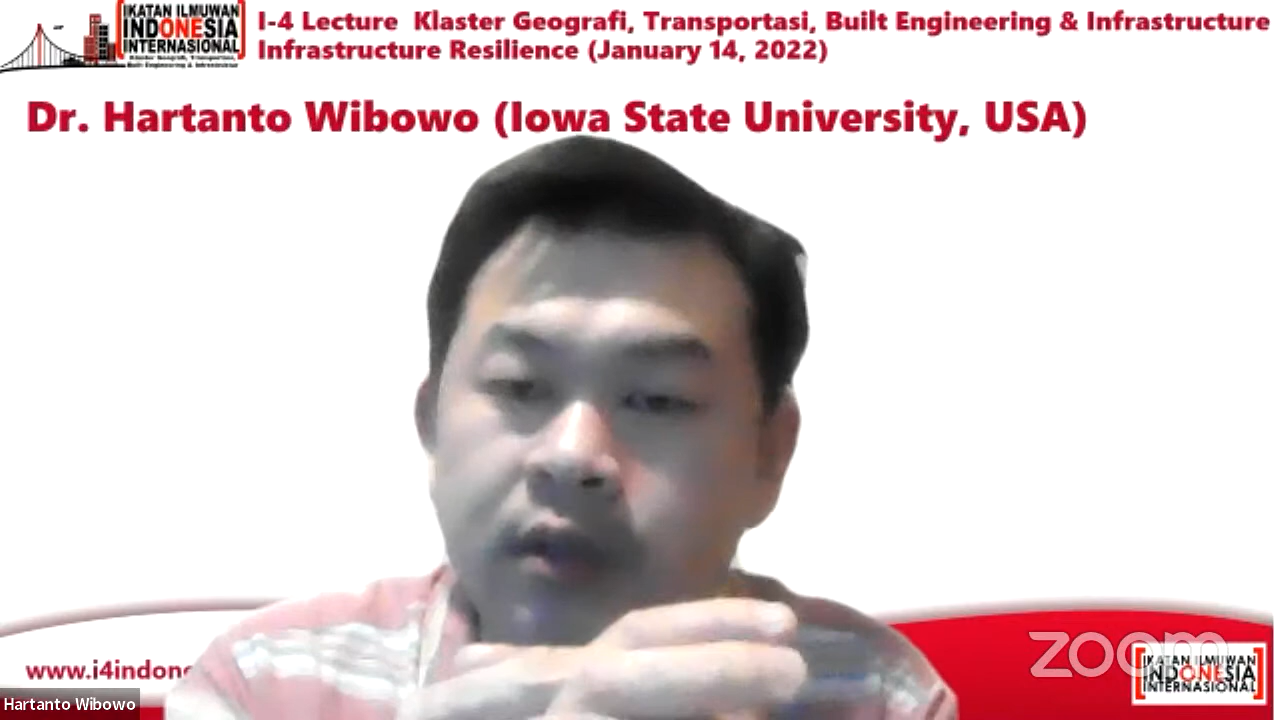 IKATAN ILMUWAN
INDONESIA
INTERNASIONAL
I-4 Lecture Klaster Geografi, Transportasi, Built Engineering & Infrastructure
Infrastructure Resilience (January 14, 2022)
Dr. Hartanto Wibowo (Iowa State University, USA)
www.i4indone
zoom
IKATAN ILMUWAN
INDONESIA
INTERNASIONAL
Hartanto Wibowo